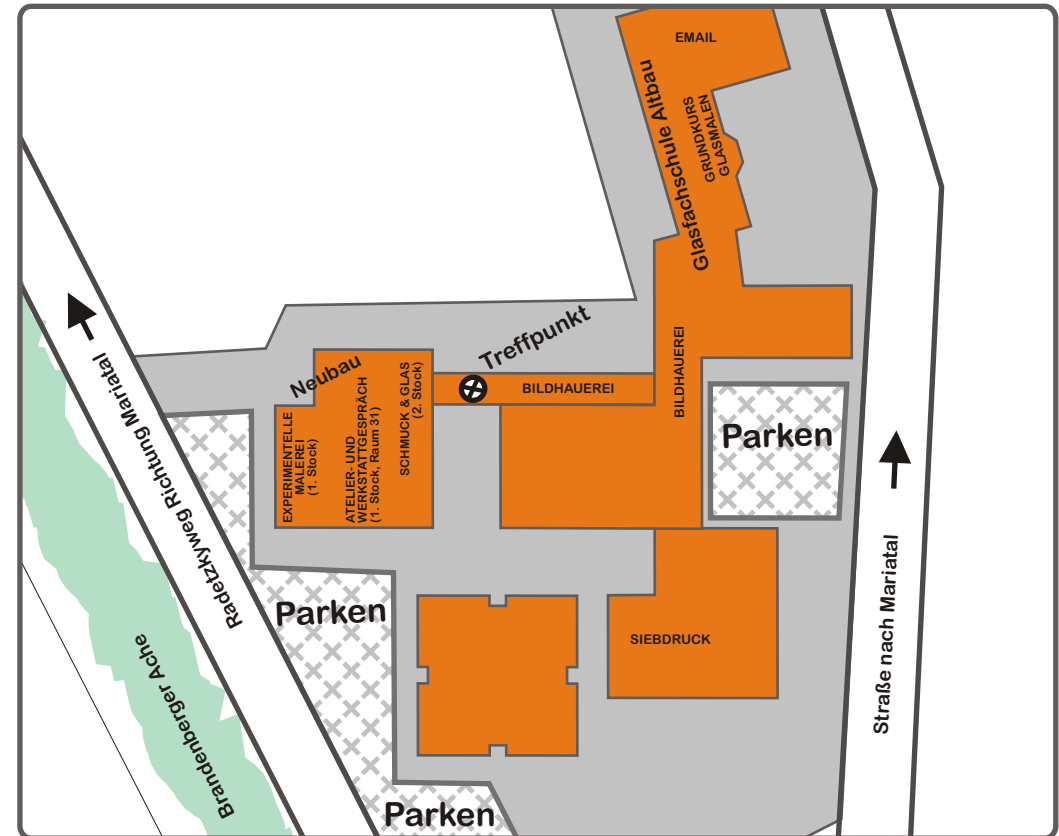 EMAIL
Glasfachschule Altbau
GRUNDKURS
GLASMALEN
Treffpunkt
Neubau
BILDHAUEREI
BILDHAUEREI
EXPERIMENTELLE
MALEREI
(1. Stock)
ATELIER- UND
WERKSTATTGESPRÄCH
(1. Stock, Raum 31)
SCHMUCK & GLAS
(2. Stock)
Parken
Radetzkyweg Richtung Mariatal
Parken
SIEBDRUCK
Straße nach Mariatal
Brandenberger Ache
Parken